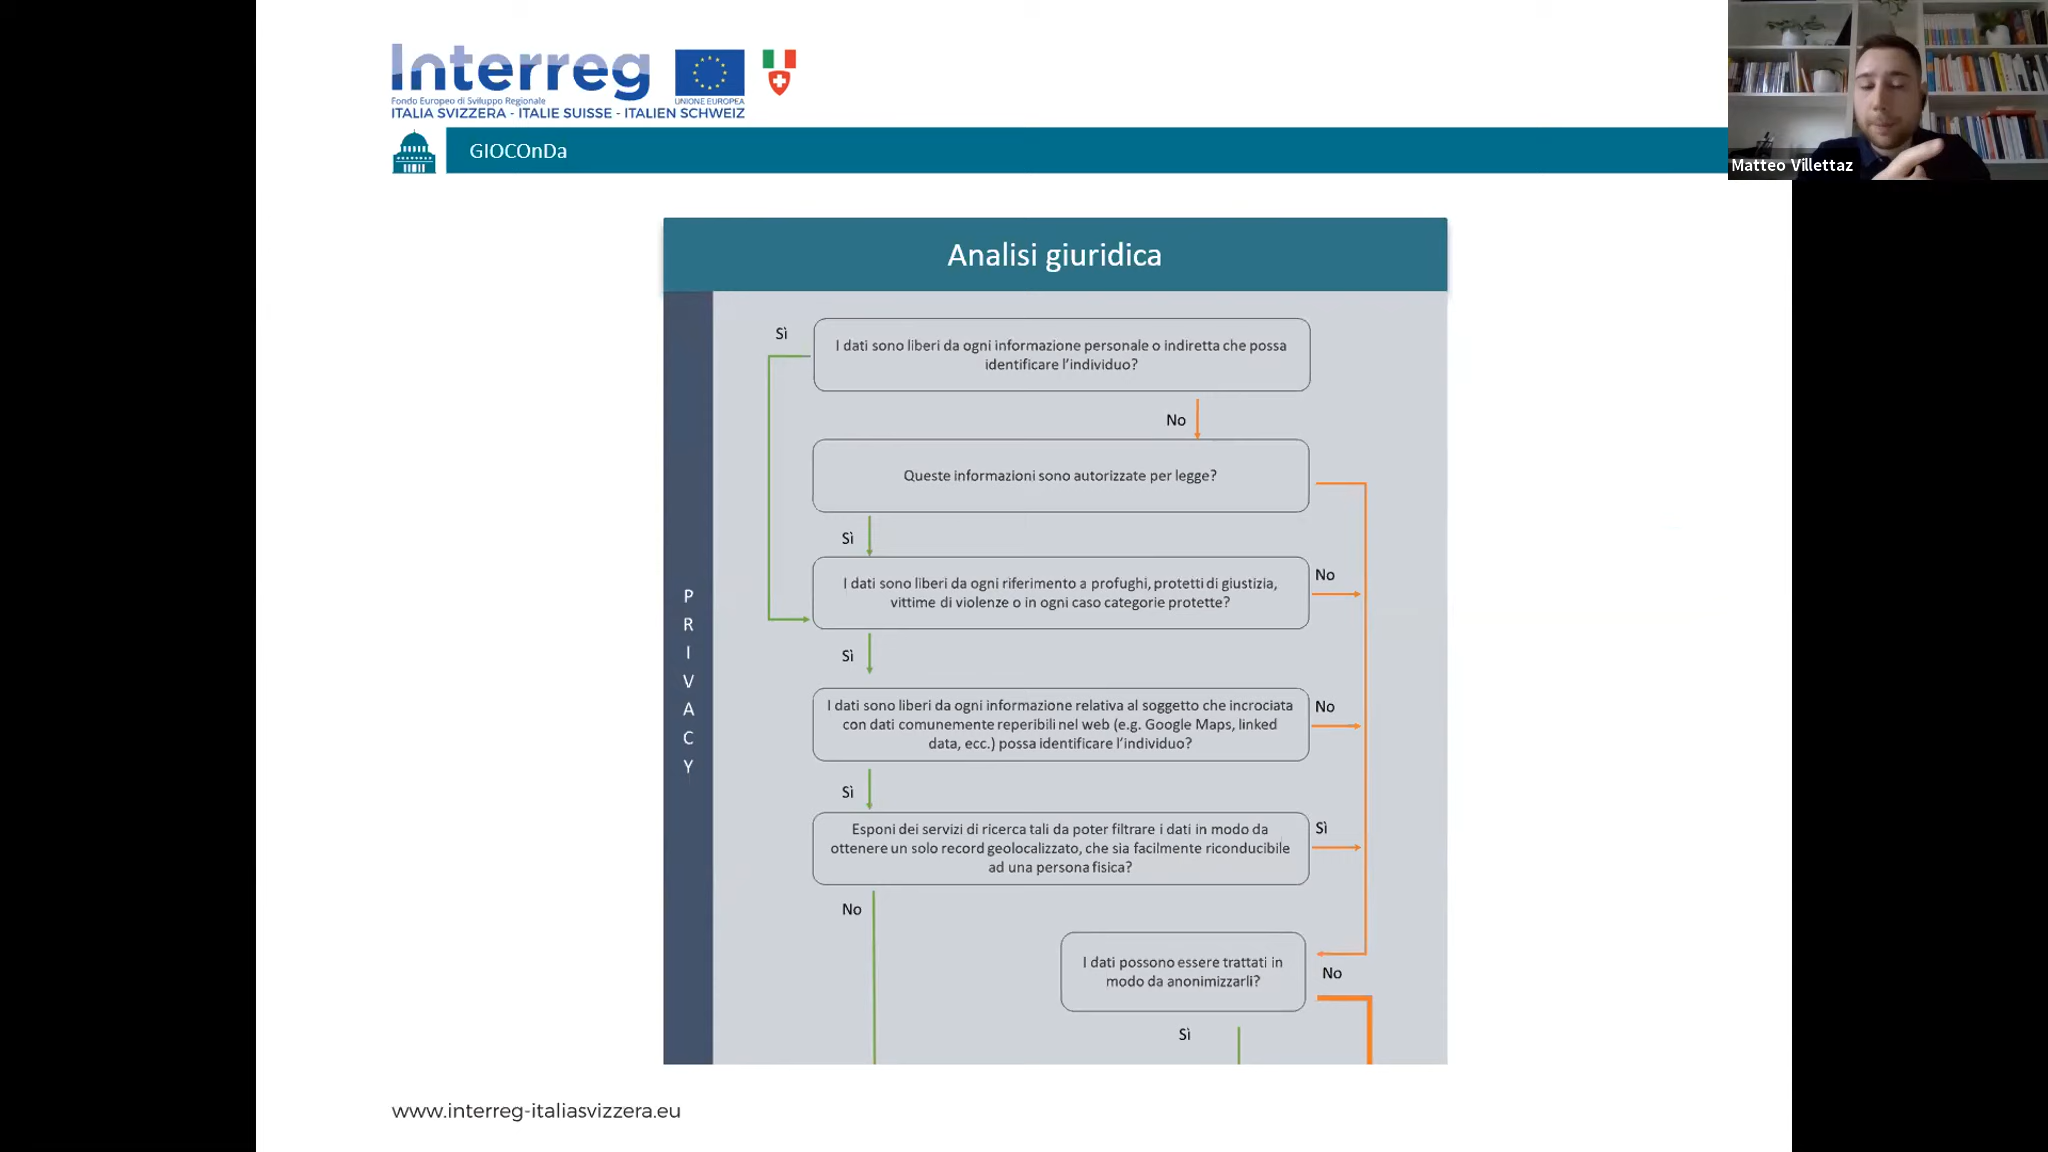 Interreg
Fondo Europeo di Sviluppo Regionale
UNIONE EUROPEA
ITALIA SVIZZERA - ITALIE SUISSE - ITALIEN SCHWEIZ
GIOCOnDa
Matteo Villettaz
Analisi giuridica
PRIVACY
Sì
I dati sono liberi da ogni informazione personale o indiretta che possa
identificare l'individuo?
No
Queste informazioni sono autorizzate per legge?
Sì
I dati sono liberi da ogni riferimento a profughi, protetti di giustizia,
vittime di violenze o in ogni caso categorie protette?
No
Sì
I dati sono liberi da ogni informazione relativa al soggetto che incrociata
con dati comunemente reperibili nel web (e.g. Google Maps, linked
data, ecc.) possa identificare l'individuo?
No
Sì
Esponi dei servizi di ricerca tali da poter filtrare i dati in modo da
ottenere un solo record geolocalizzato, che sia facilmente riconducibile
ad una persona fisica?
Sì
No
I dati possono essere trattati in
modo da anonimizzarli?
No
Sì
www.interreg-italiasvizzera.eu